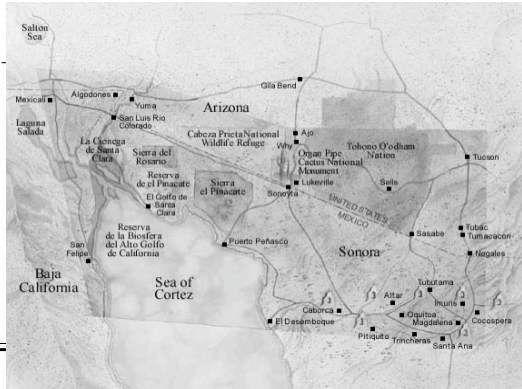 Salton
Sea
Mexicali
Algodones
Yuma
San Luis Rio
Colorado
Laguna
Salada
La Cienega
de Santa
Clara
Arizona
Gila Bend
Cabeza Prieta National
Wildlife Refuge
Ajo
Why
Organ Pipe
Cactus National
Monument
Lukeville
Sonoyta
Tohono O'odham
Nation
Sells
Tucson
Sierra del
Rosario
Reserva
de el Pinacate
Sierra
el Pinacate
El Golfo de
Santa
Clara
Reserva
de la Biosfera
del Alto Golfo
de California
Puerto Peñasco
San
Felipe
Baja
California
Sea of
Cortez
UNITED STATES
MEXICO
Sonora
Sasabe
Tubac
Tumacacori
Nogales
Tubutama
Altar
Imuris
Caborca
Oquitoa
Magdalena
Cocospera
El Desemboque
Pitiquito
Trincheras
Santa Ana